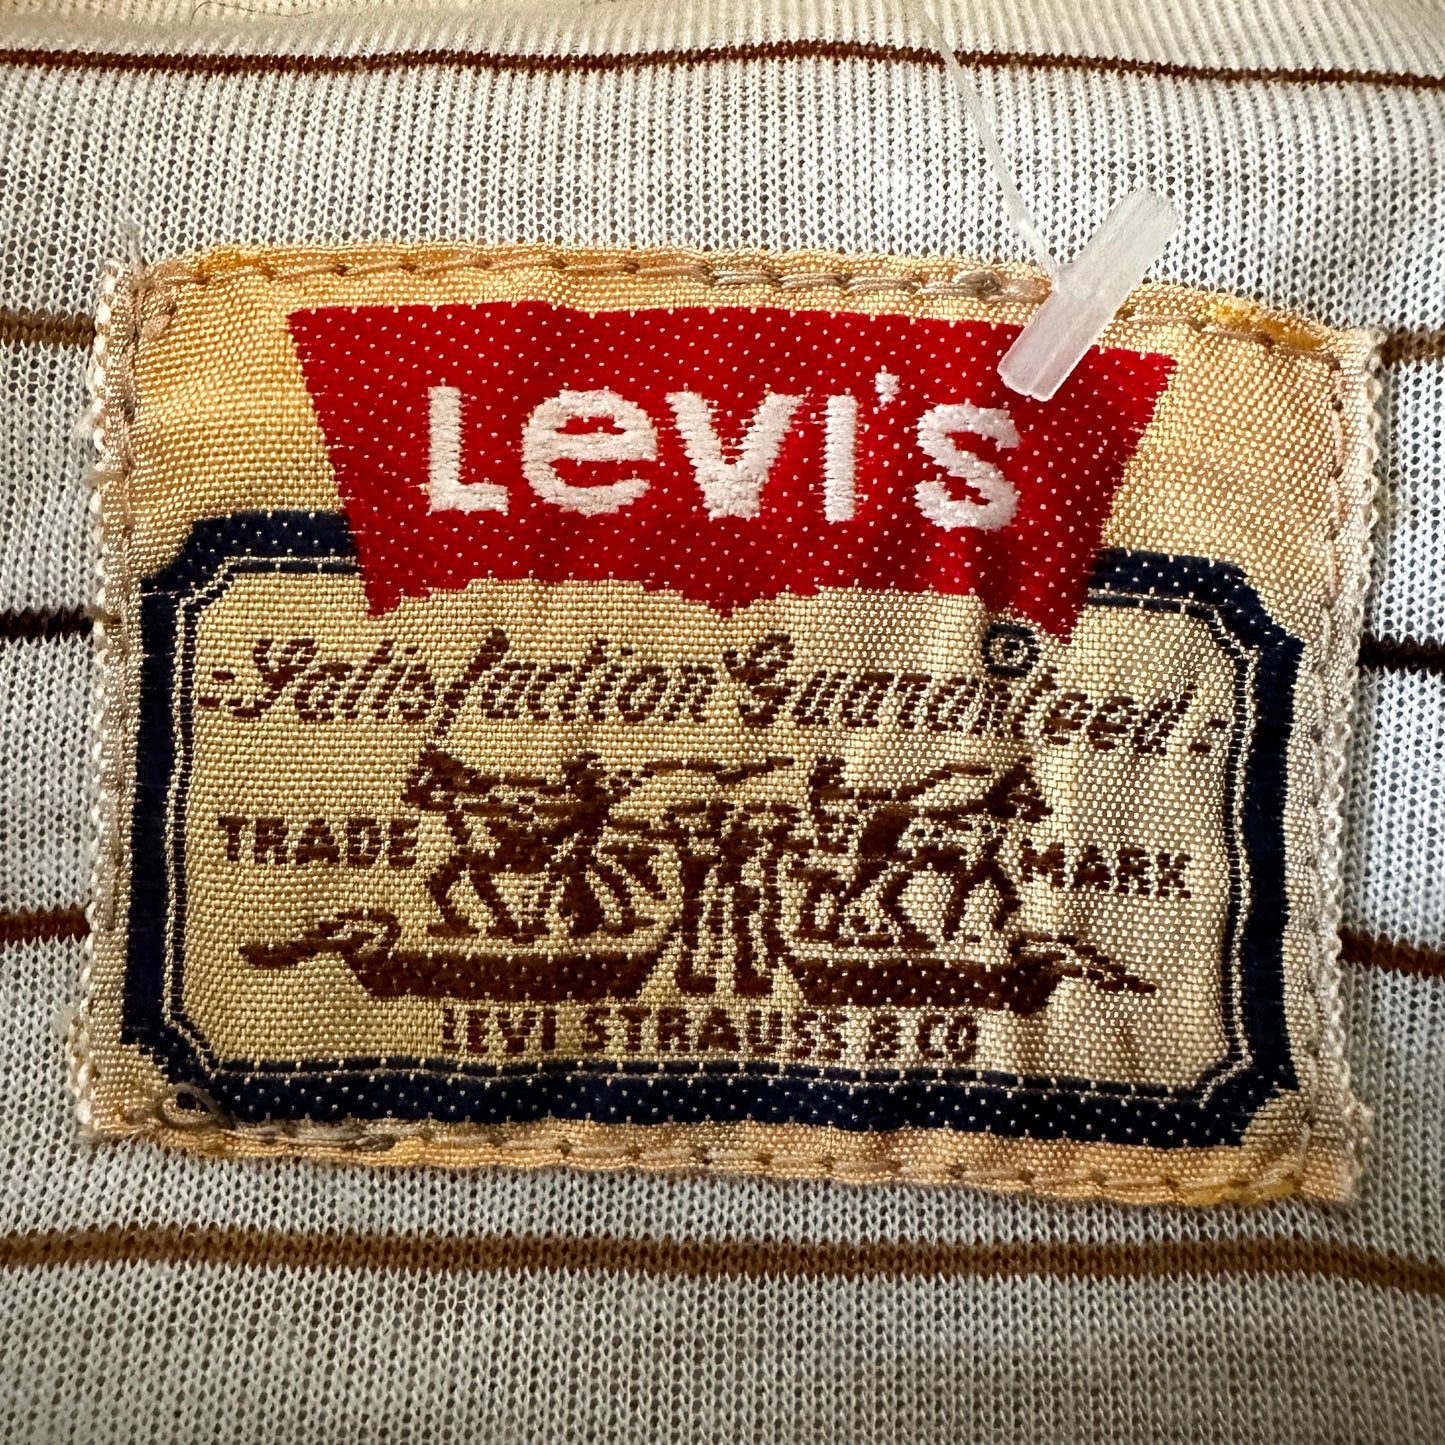 Levi's
®
-Satisfaction Guaranteed-
TRADE MARK
LEVI STRAUSS & CO